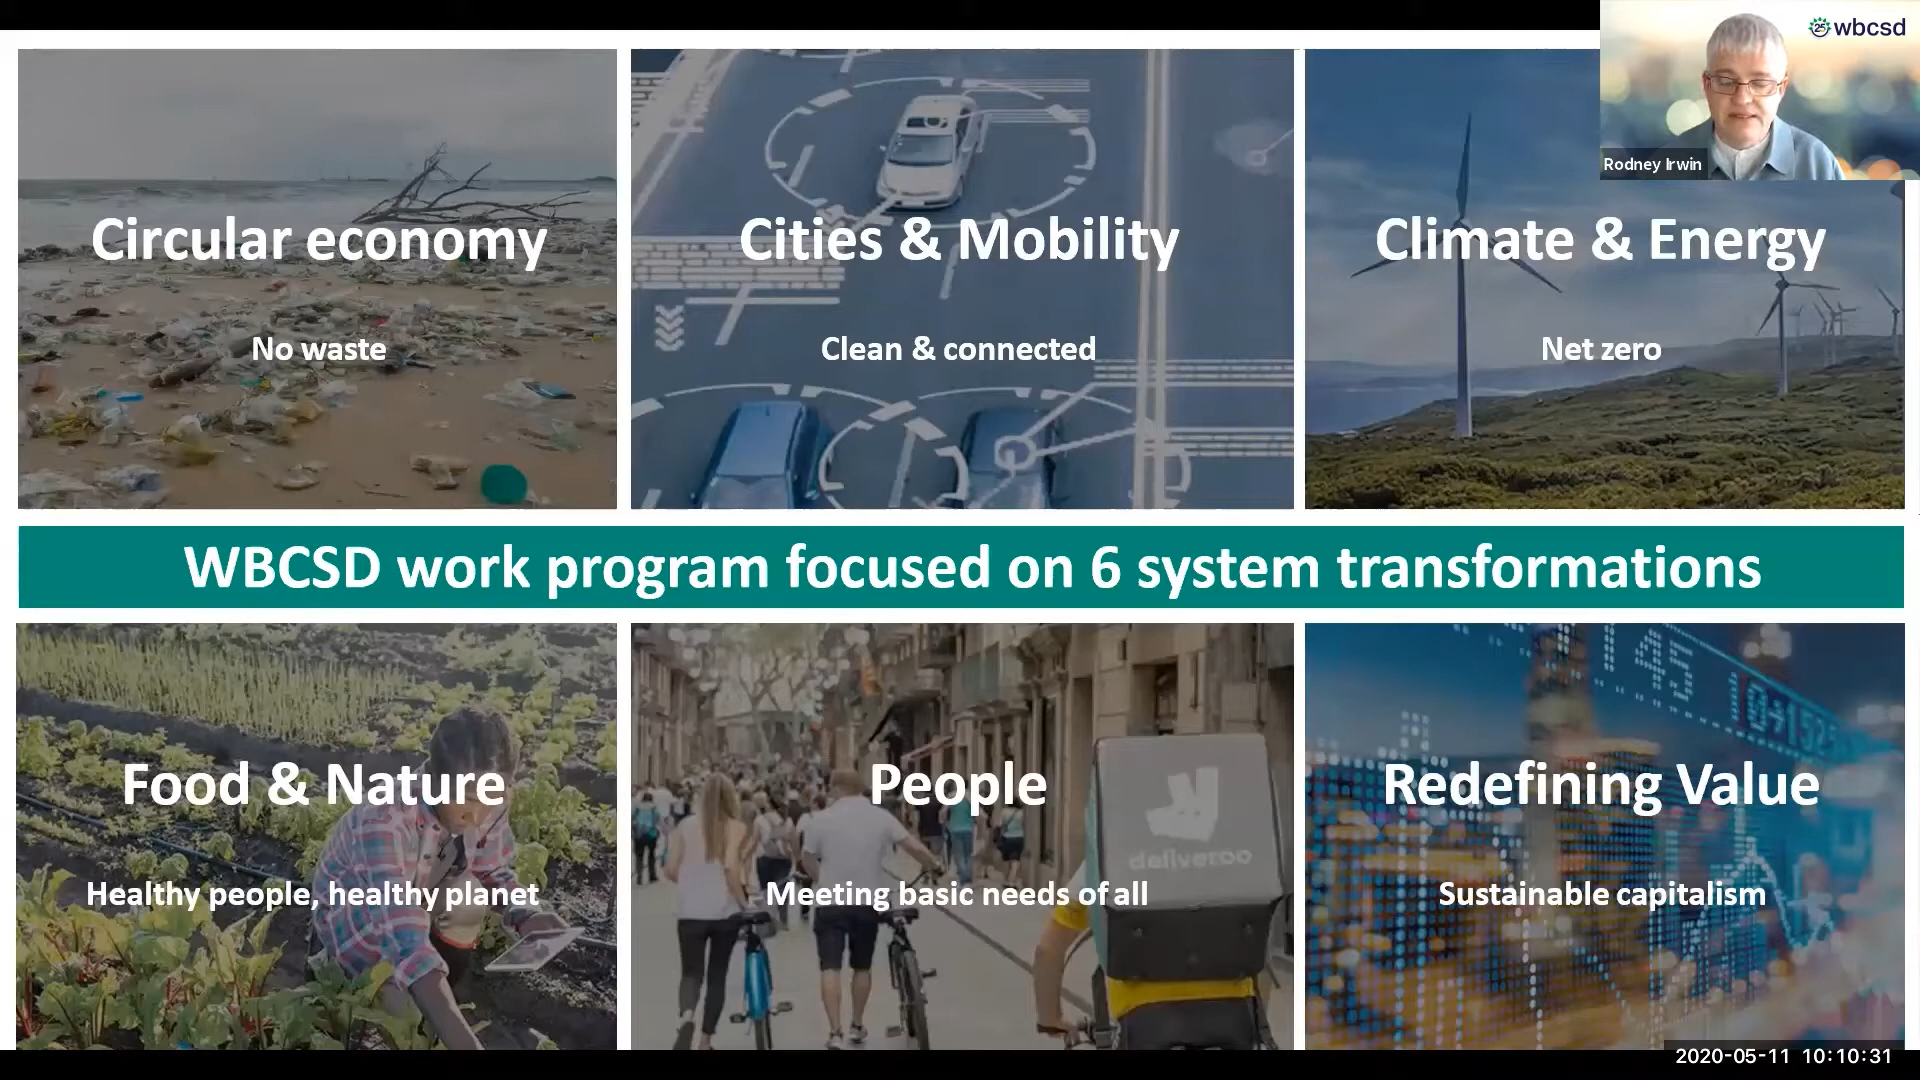 25 wbcsd
Rodney Irwin
Circular economy
No waste
Cities & Mobility
Clean & connected
Climate & Energy
Net zero
WBCSD work program focused on 6 system transformations
Food & Nature
Healthy people, healthy planet
People
Meeting basic needs of all
deliveroo
Redefining Value
Sustainable capitalism
2020-05-11 10:10:31